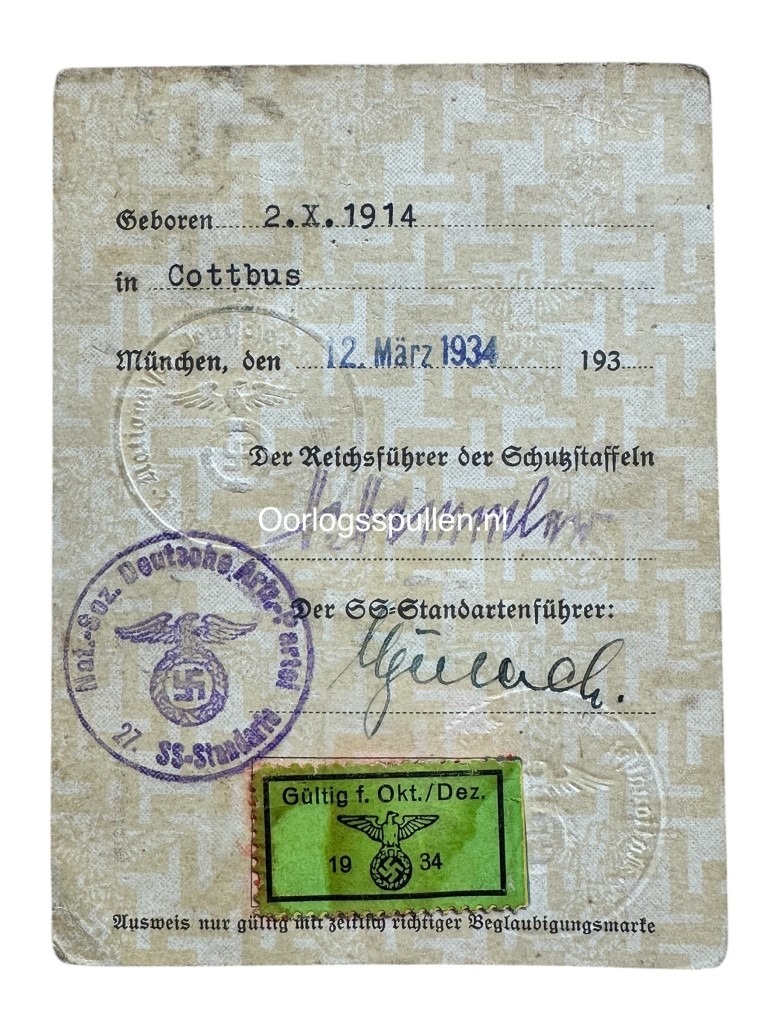 Geboren 2.X.1914
in Cottbus
München, den 12. März 1934 193
Der Reichsführer der Schutzstaffeln
Oorlogsspullen.nl
Der SS-Standartenführer:
Nat.-Soz. Deutsche Arb.-Partei
27. SS-Standarte
Gültig f. Okt./Dez.
19 34
Ausweis nur gültig mit zeitlich richtiger Beglaubigungsmarke